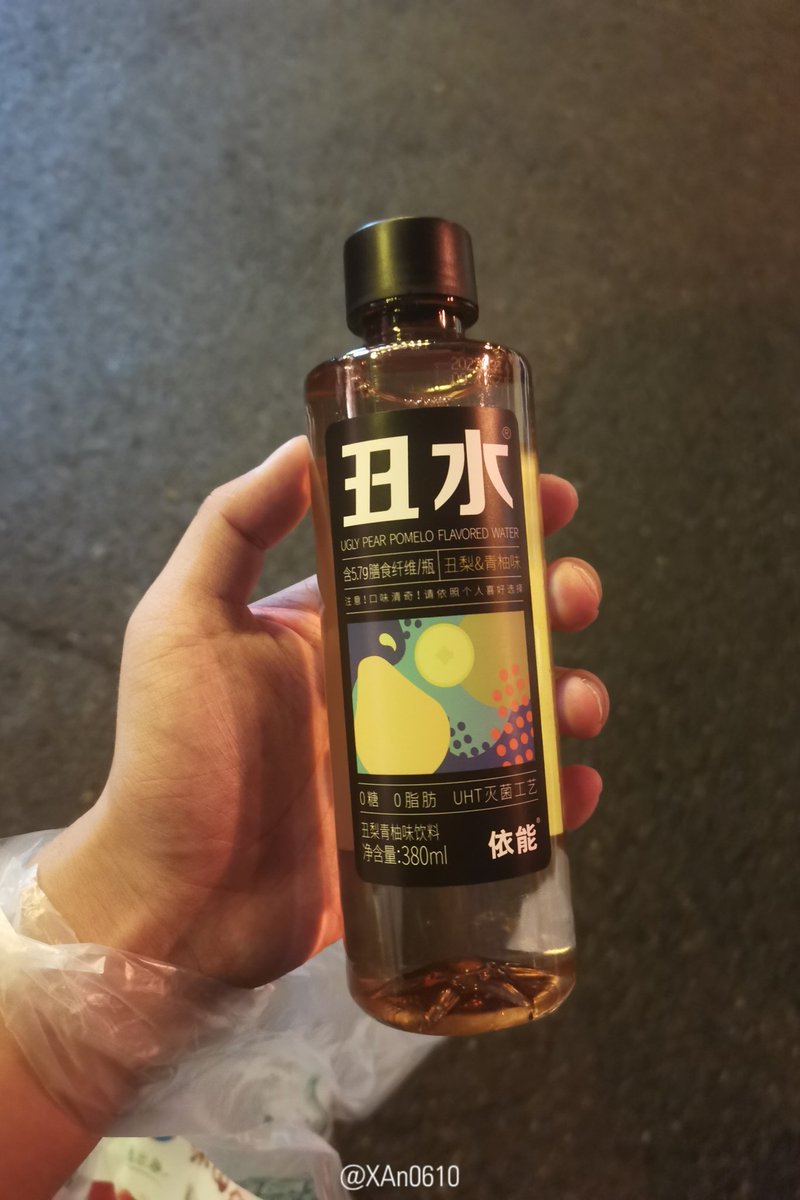 丑水®
UGLY PEAR POMELO FLAVORED WATER
含5.7g膳食纤维/瓶 丑梨&青柚味
注意!口味清奇!请依照个人喜好选择
0糖 0脂肪 UHT灭菌工艺
丑梨青柚味饮料
净含量:380ml 依能®
@XAn0610